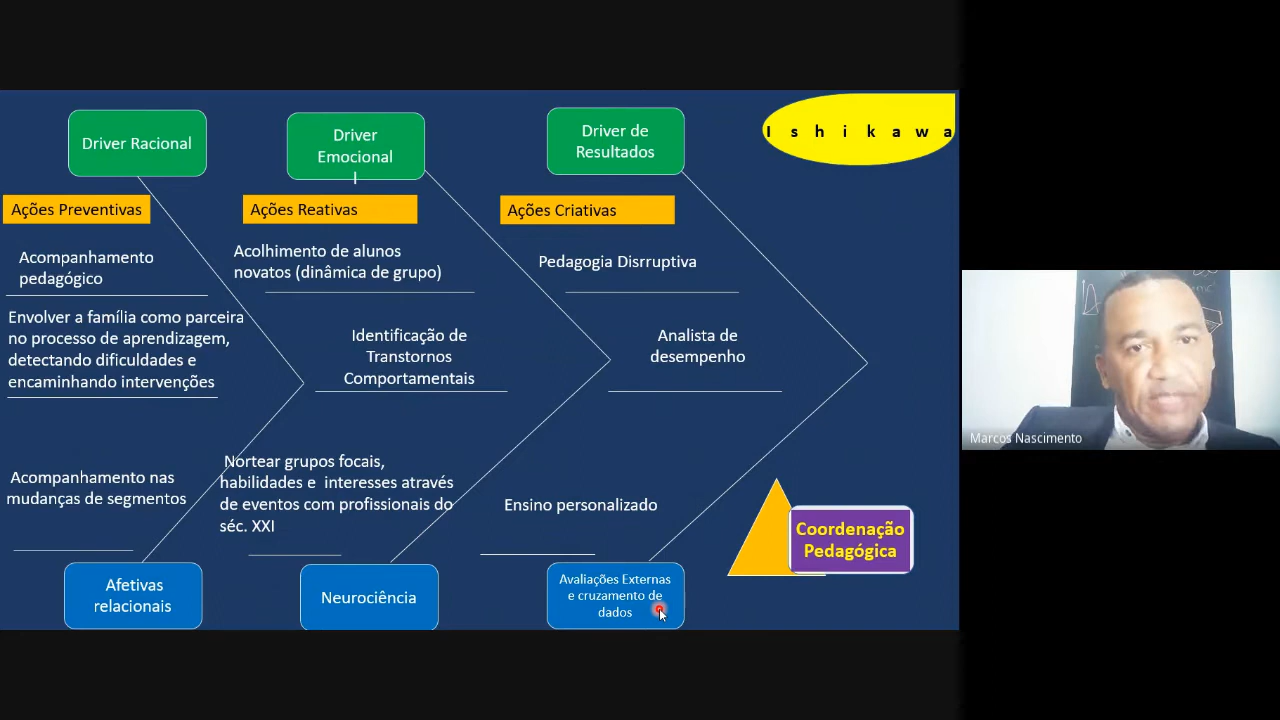 Driver Racional
Driver
Emocional
l
Driver de
Resultados
I s h i k a w a
Ações Preventivas
Ações Reativas
Ações Criativas
Acompanhamento
pedagógico
Acolhimento de alunos
novatos (dinâmica de grupo)
Pedagogia Disrruptiva
Envolver a família como parceira
no processo de aprendizagem,
detectando dificuldades e
encaminhando intervenções
Identificação de
Transtornos
Comportamentais
Analista de
desempenho
Acompanhamento nas
mudanças de segmentos
Nortear grupos focais,
habilidades e interesses através
de eventos com profissionais do
séc. XXI
Ensino personalizado
Coordenação
Pedagógica
Afetivas
relacionais
Neurociência
Avaliações Externas
e cruzamento de
dados
Marcos Nascimento